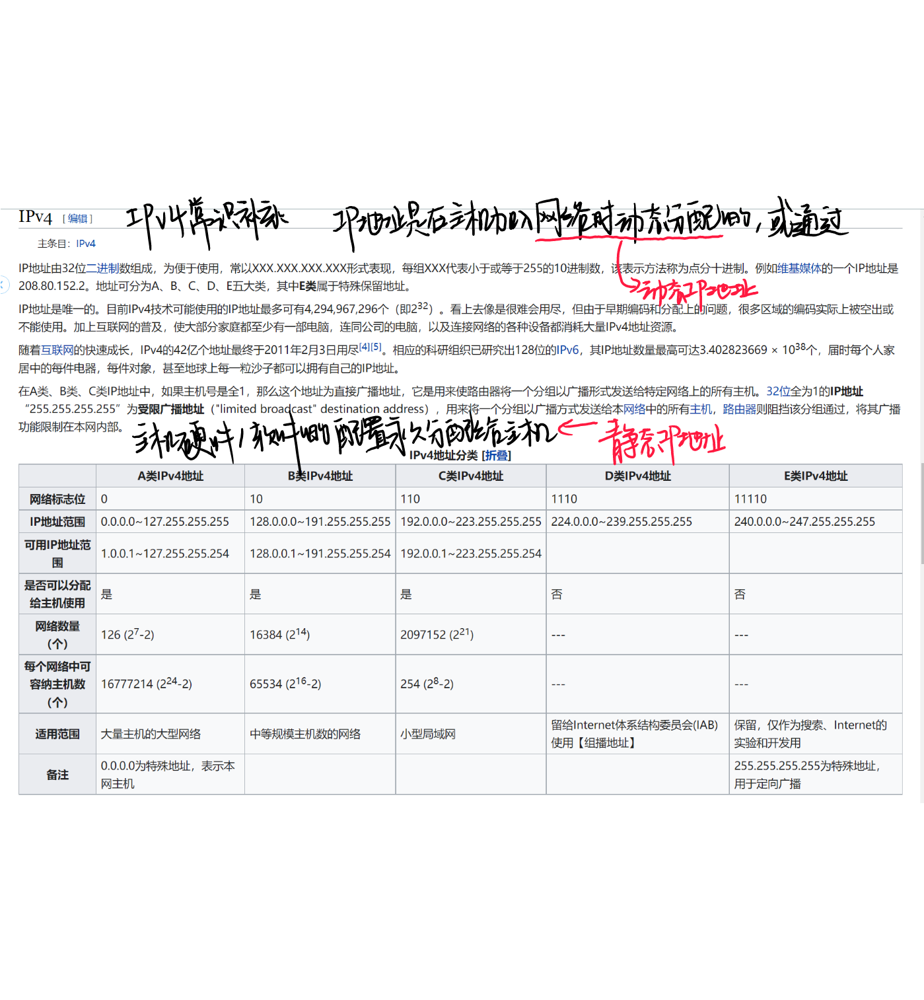 IPv4 [ 编辑 ] IPv4常识补充 IP地址是在主机加入网络时动态分配的，或通过
主条目：IPv4
IP地址由32位二进制数组成，为便于使用，常以XXX.XXX.XXX.XXX形式表现，每组XXX代表小于或等于255的10进制数，该表示方法称为点分十进制。例如维基媒体的一个IP地址是
208.80.152.2。地址可分为A、B、C、D、E五大类，其中E类属于特殊保留地址。
动态IP地址
IP地址是唯一的。目前IPv4技术可能使用的IP地址最多可有4,294,967,296个（即2³²）。看上去像是很难会用尽，但由于早期编码和分配上的问题，很多区域的编码实际上被空出或
不能使用。加上互联网的普及，使大部分家庭都至少有一部电脑，连同公司的电脑，以及连接网络的各种设备都消耗大量IPv4地址资源。
随着互联网的快速成长，IPv4的42亿个地址最终于2011年2月3日用尽[4][5]。相应的科研组织已研究出128位的IPv6，其IP地址数量最高可达3.402823669 × 10³⁸个，届时每个人家
居中的每件电器，每件对象，甚至地球上每一粒沙子都可以拥有自己的IP地址。
在A类、B类、C类IP地址中，如果主机号是全1，那么这个地址为直接广播地址，它是用来使路由器将一个分组以广播形式发送给特定网络上的所有主机。32位全为1的IP地址
“255.255.255.255”为受限广播地址（"limited broadcast" destination address），用来将一个分组以广播方式发送给本网络中的所有主机，路由器则阻挡该分组通过，将其广播
功能限制在本网内部。
主机硬件/软件的配置永久分配给主机 静态IP地址
IPv4地址分类 [折叠]
A类IPv4地址 B类IPv4地址 C类IPv4地址 D类IPv4地址 E类IPv4地址
网络标志位 0 10 110 1110 11110
IP地址范围 0.0.0.0~127.255.255.255 128.0.0.0~191.255.255.255 192.0.0.0~223.255.255.255 224.0.0.0~239.255.255.255 240.0.0.0~247.255.255.255
可用IP地址范
围 1.0.0.1~127.255.255.254 128.0.0.1~191.255.255.254 192.0.0.1~223.255.255.254
是否可以分配
给主机使用 是 是 是 否 否
网络数量
（个） 126 (2⁷-2) 16384 (2¹⁴) 2097152 (2²¹) --- ---
每个网络中可
容纳主机数
（个） 16777214 (2²⁴-2) 65534 (2¹⁶-2) 254 (2⁸-2) --- ---
适用范围 大量主机的大型网络 中等规模主机数的网络 小型局域网 留给Internet体系结构委员会(IAB)
使用【组播地址】 保留，仅作为搜索、Internet的
实验和开发用
备注 0.0.0.0为特殊地址，表示本
网主机 255.255.255.255为特殊地址，
用于定向广播